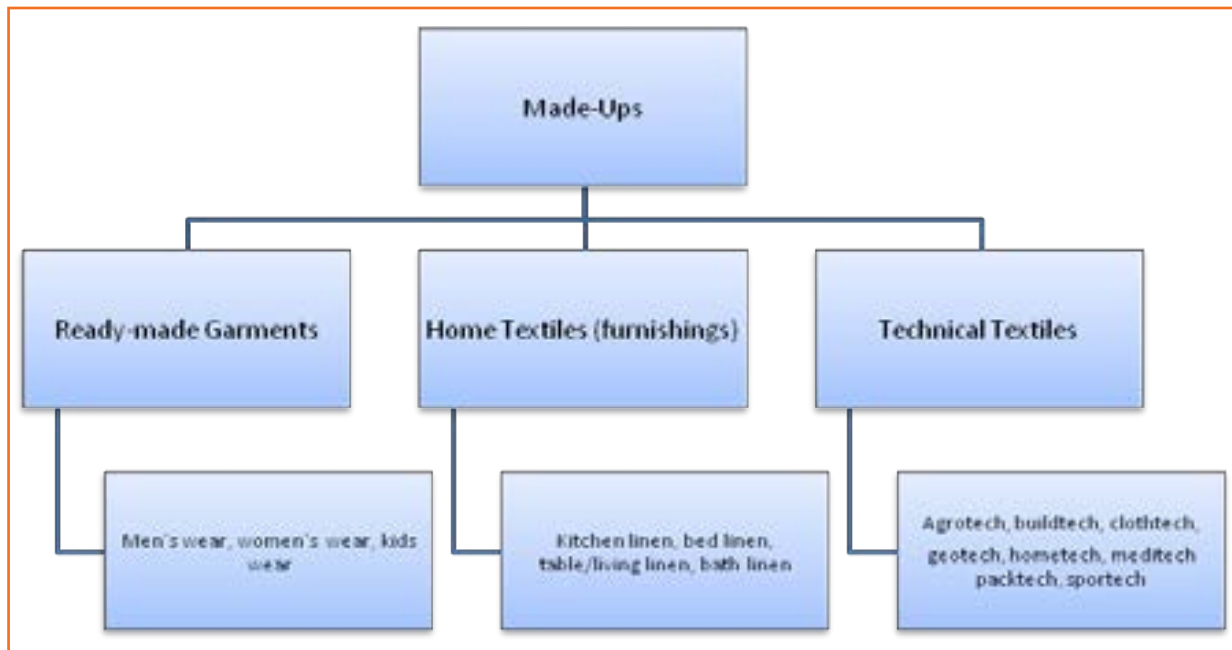 Made-Ups
Ready-made Garments
Home Textiles (furnishings)
Technical Textiles
Men's wear, women's wear, kids
wear
Kitchen linen, bed linen,
table/living linen, bath linen
Agrotech, buildtech, clothtech,
geotech, hometech, meditech
packtech, sportech